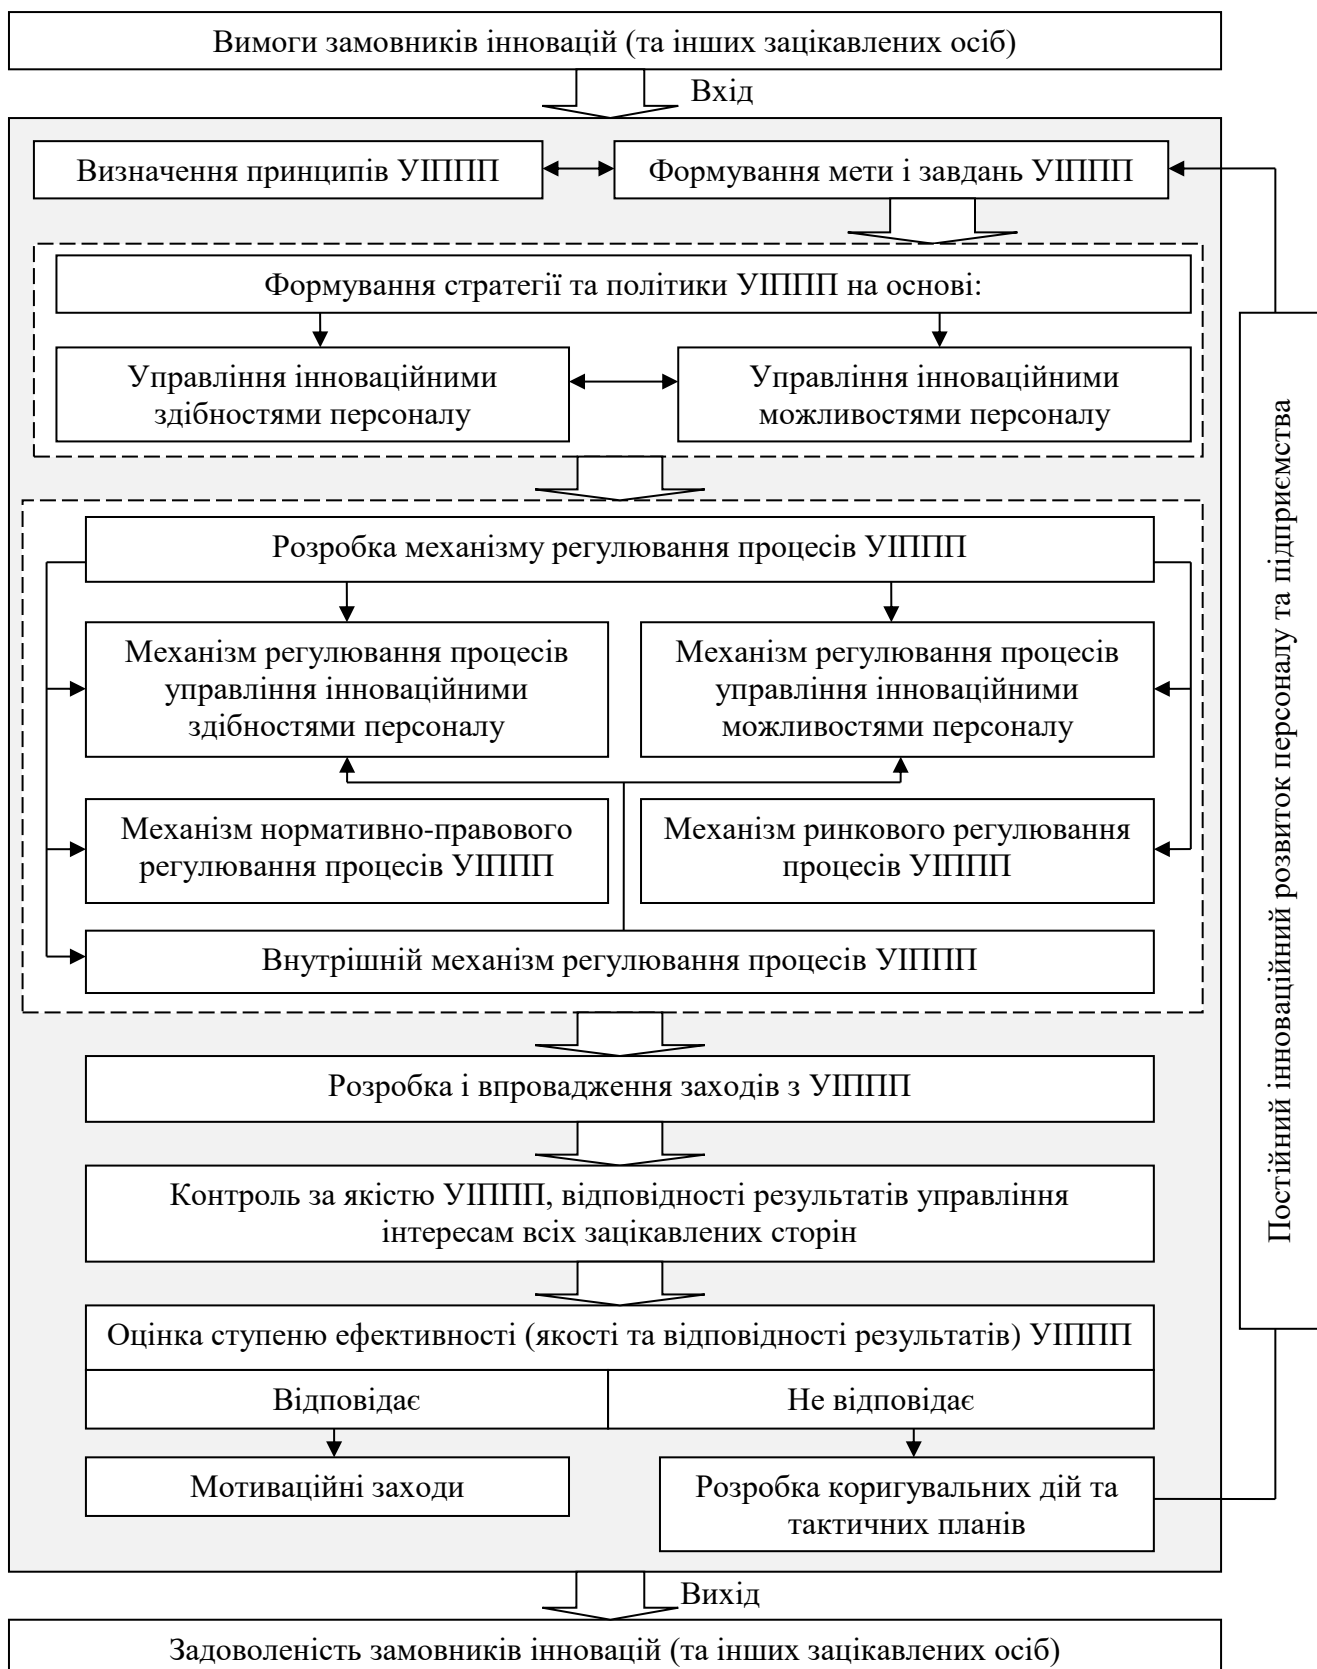 Вимоги замовників інновацій (та інших зацікавлених осіб)
Вхід
Визначення принципів УІППП
Формування мети і завдань УІППП
Формування стратегії та політики УІППП на основі:
Управління інноваційними
здібностями персоналу
Управління інноваційними
можливостями персоналу
Розробка механізму регулювання процесів УІППП
Механізм регулювання процесів
управління інноваційними
здібностями персоналу
Механізм регулювання процесів
управління інноваційними
можливостями персоналу
Механізм нормативно-правового
регулювання процесів УІППП
Механізм ринкового регулювання
процесів УІППП
Внутрішній механізм регулювання процесів УІППП
Розробка і впровадження заходів з УІППП
Контроль за якістю УІППП, відповідності результатів управління
інтересам всіх зацікавлених сторін
Оцінка ступеню ефективності (якості та відповідності результатів) УІППП
Відповідає
Не відповідає
Мотиваційні заходи
Розробка коригувальних дій та
тактичних планів
Постійний інноваційний розвиток персоналу та підприємства
Вихід
Задоволеність замовників інновацій (та інших зацікавлених осіб)